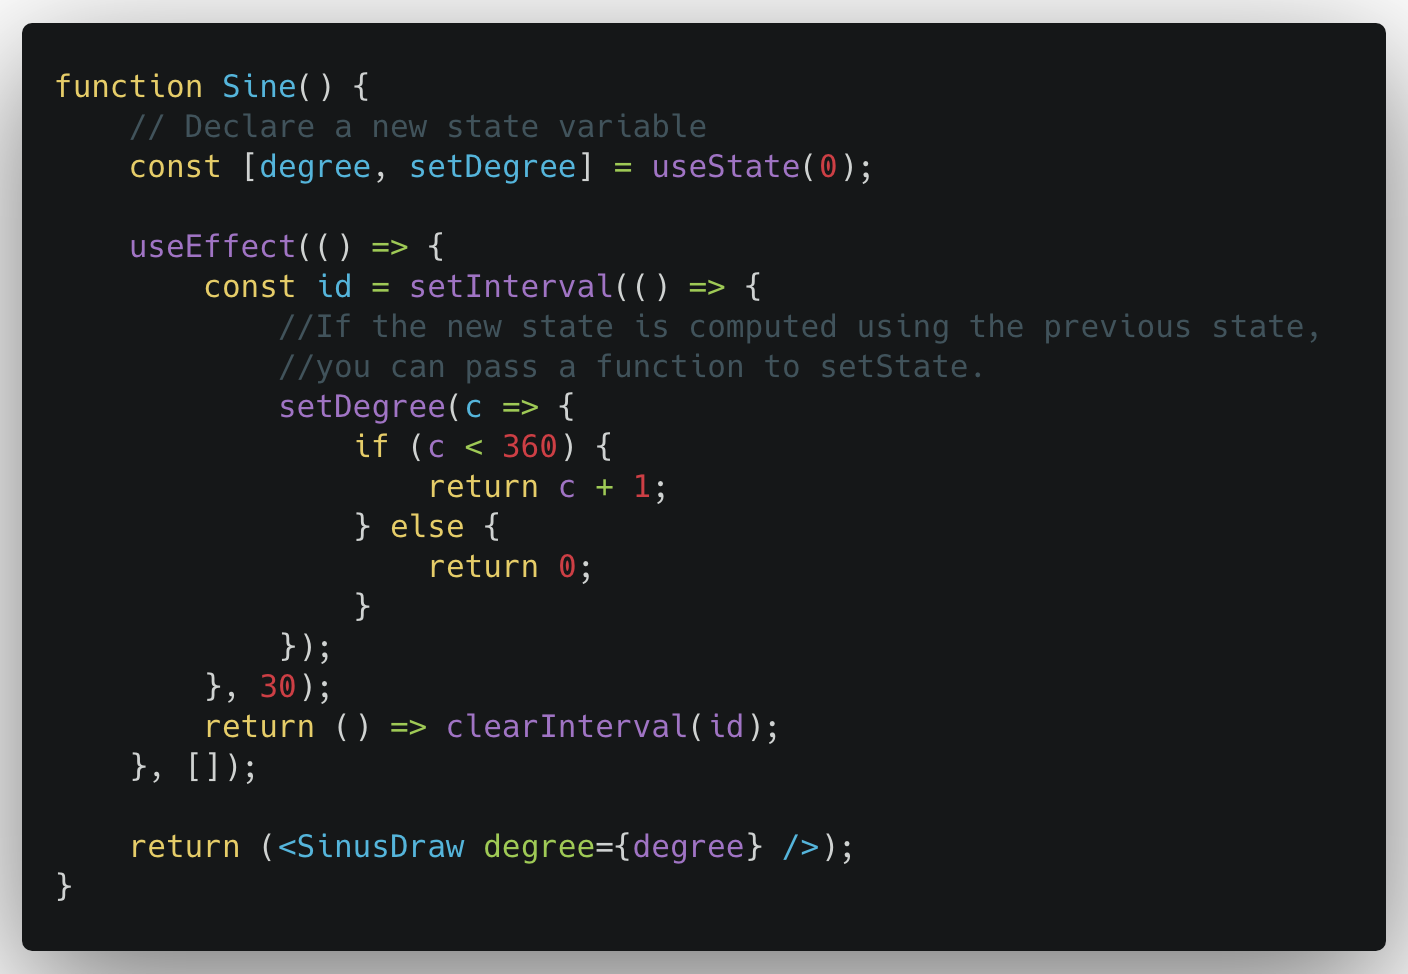 function Sine() {
    // Declare a new state variable
    const [degree, setDegree] = useState(0);

    useEffect(() => {
        const id = setInterval(() => {
            //If the new state is computed using the previous state,
            //you can pass a function to setState.
            setDegree(c => {
                if (c < 360) {
                    return c + 1;
                } else {
                    return 0;
                }
            });
        }, 30);
        return () => clearInterval(id);
    }, []);

    return (<SinusDraw degree={degree} />);
}